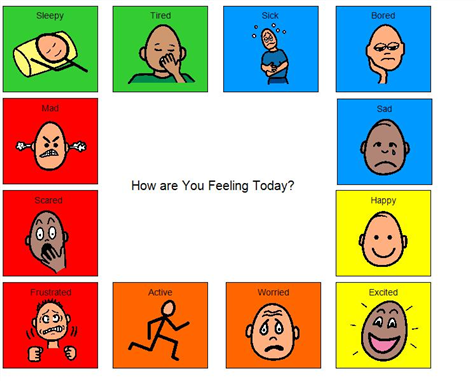 Sleepy
Tired
Sick
Bored
Mad
Sad
How are You Feeling Today?
Scared
Happy
Frustrated
Active
Worried
Excited